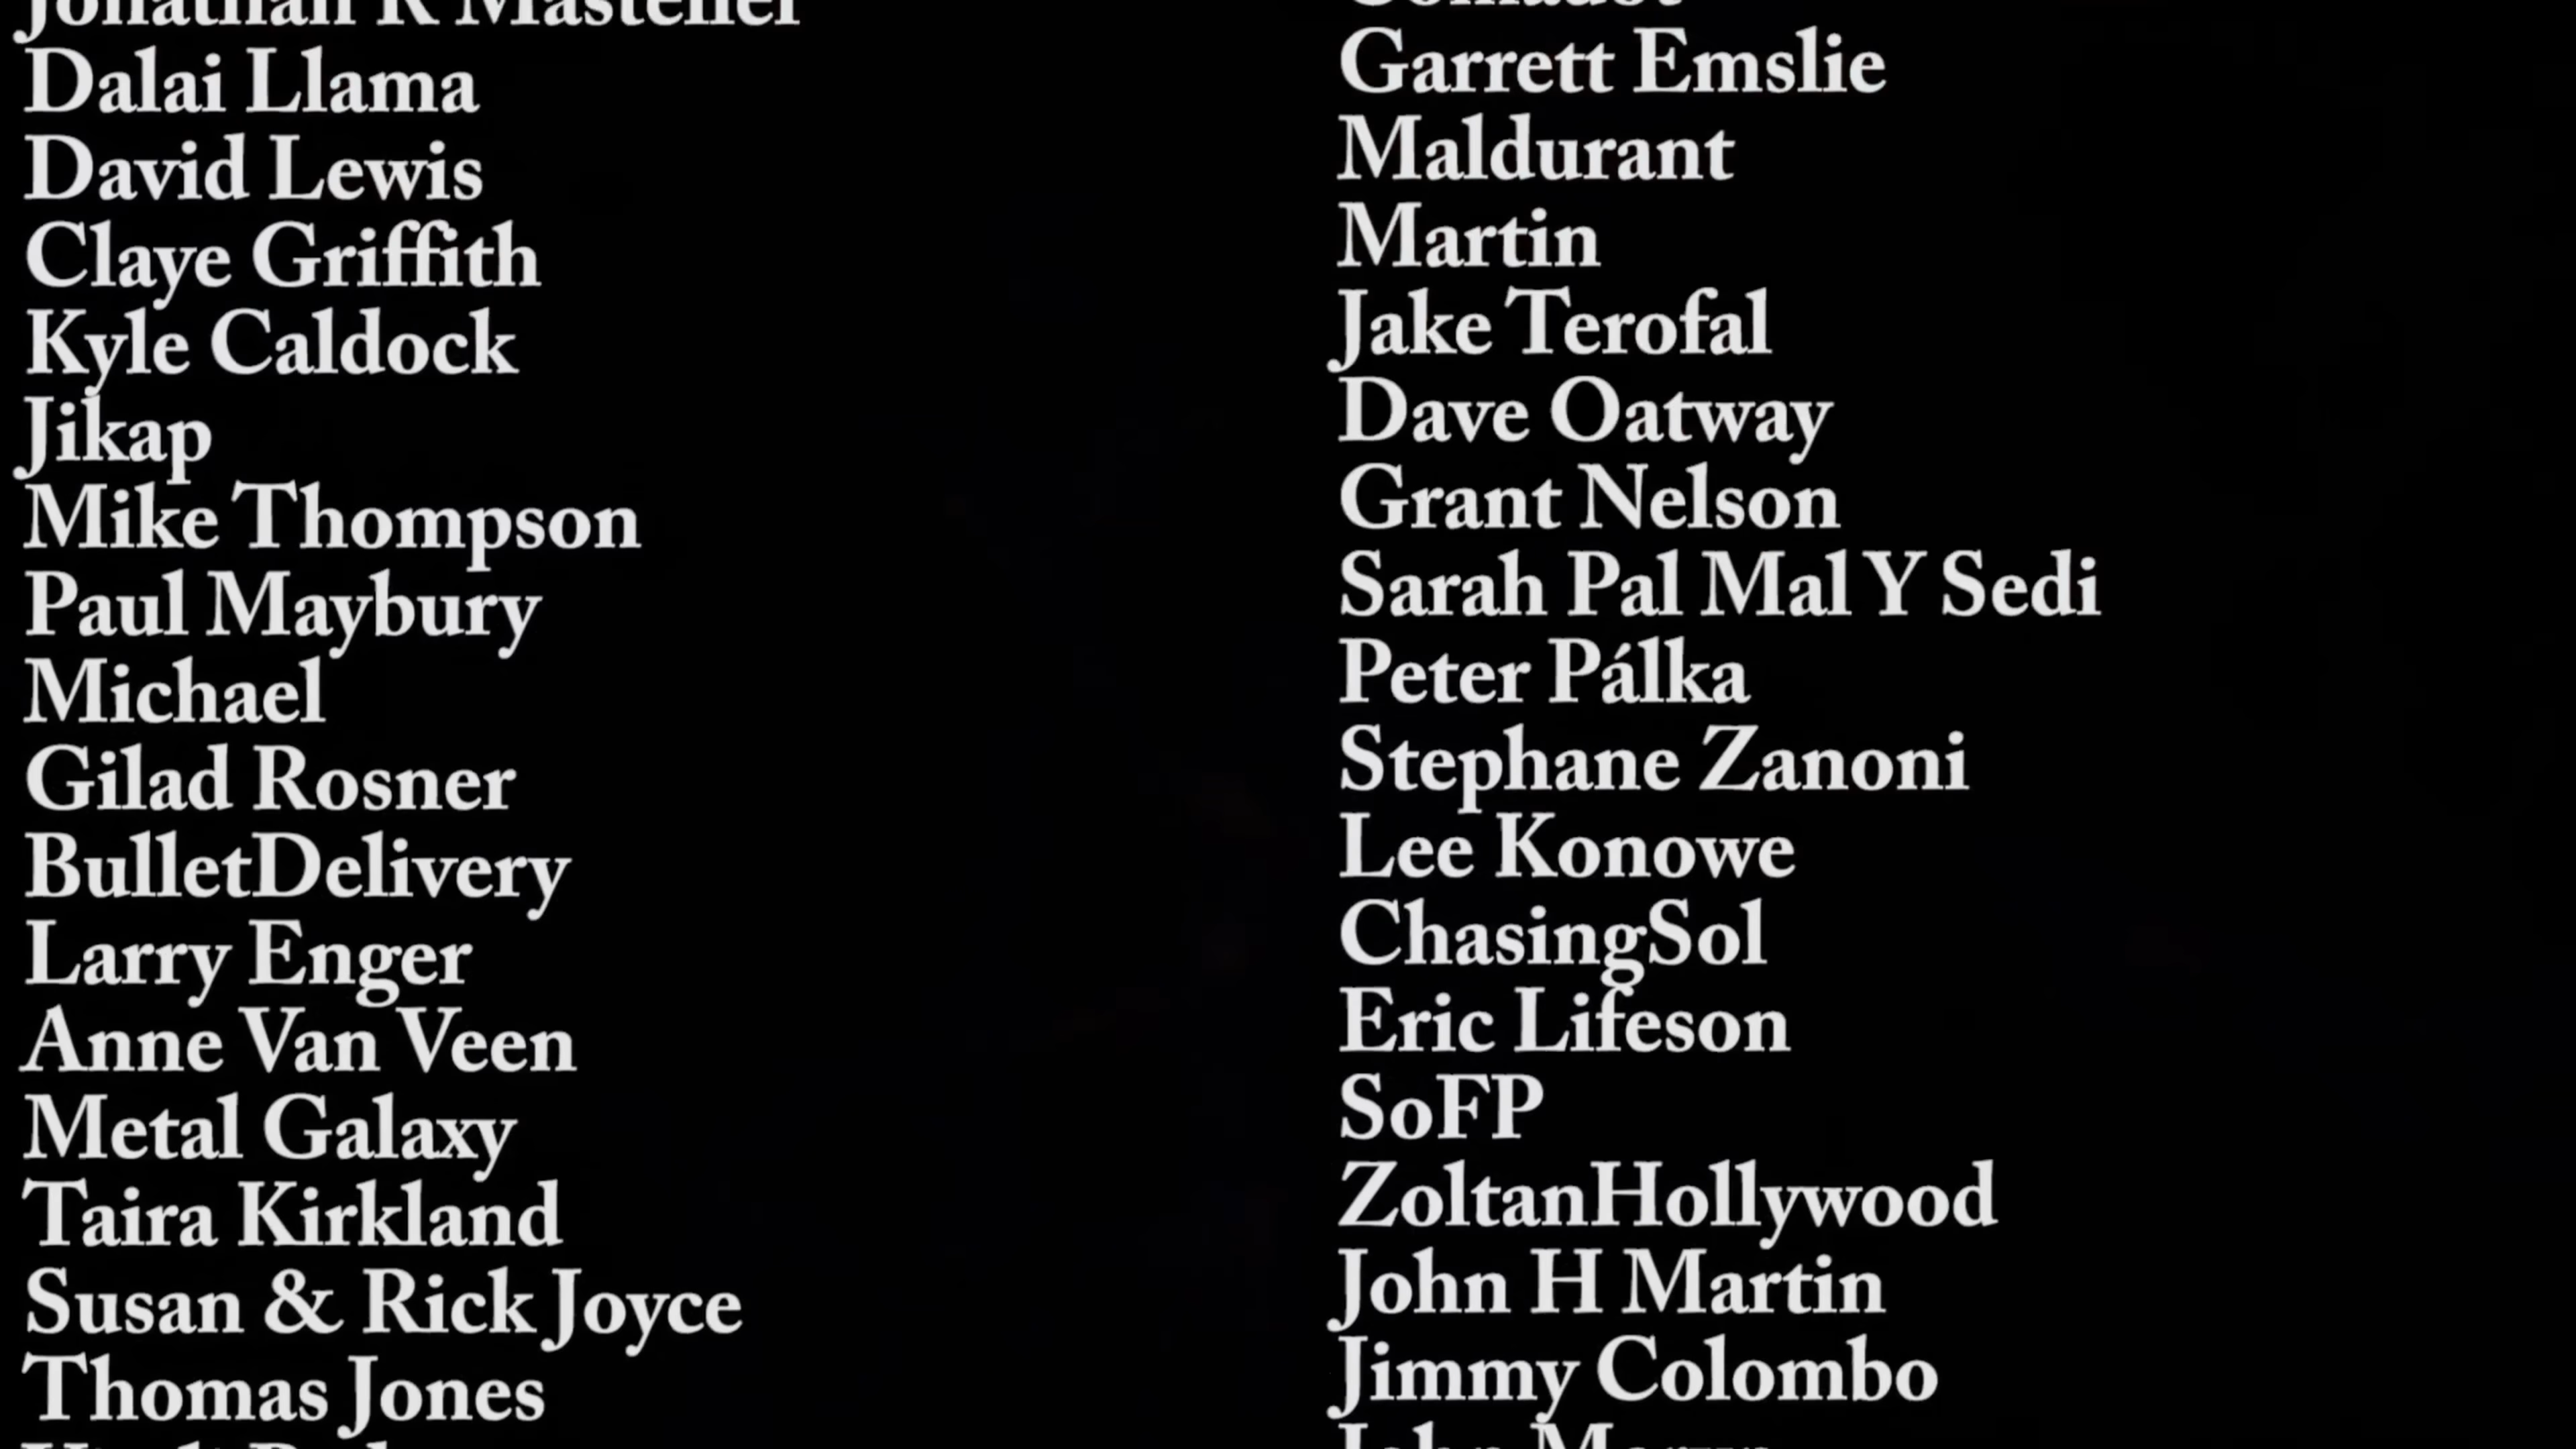 Jonathan R Masteller
Dalai Llama
David Lewis
Claye Griffith
Kyle Caldock
Jikap
Mike Thompson
Paul Maybury
Michael
Gilad Rosner
BulletDelivery
Larry Enger
Anne Van Veen
Metal Galaxy
Taira Kirkland
Susan & Rick Joyce
Thomas Jones
Garrett Emslie
Maldurant
Martin
Jake Terofal
Dave Oatway
Grant Nelson
Sarah Pal Mal Y Sedi
Peter Pálka
Stephane Zanoni
Lee Konowe
ChasingSol
Eric Lifeson
SoFP
ZoltanHollywood
John H Martin
Jimmy Colombo
John